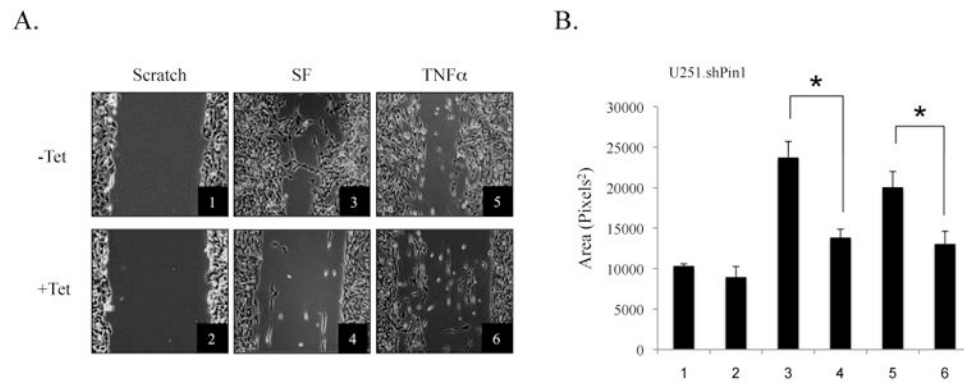 A.
Scratch SF TNFα
-Tet
1 3 5
+Tet
2 4 6
B.
U251.shPin1
* *
Area (Pixels²)
30000
25000
20000
15000
10000
5000
0
1 2 3 4 5 6